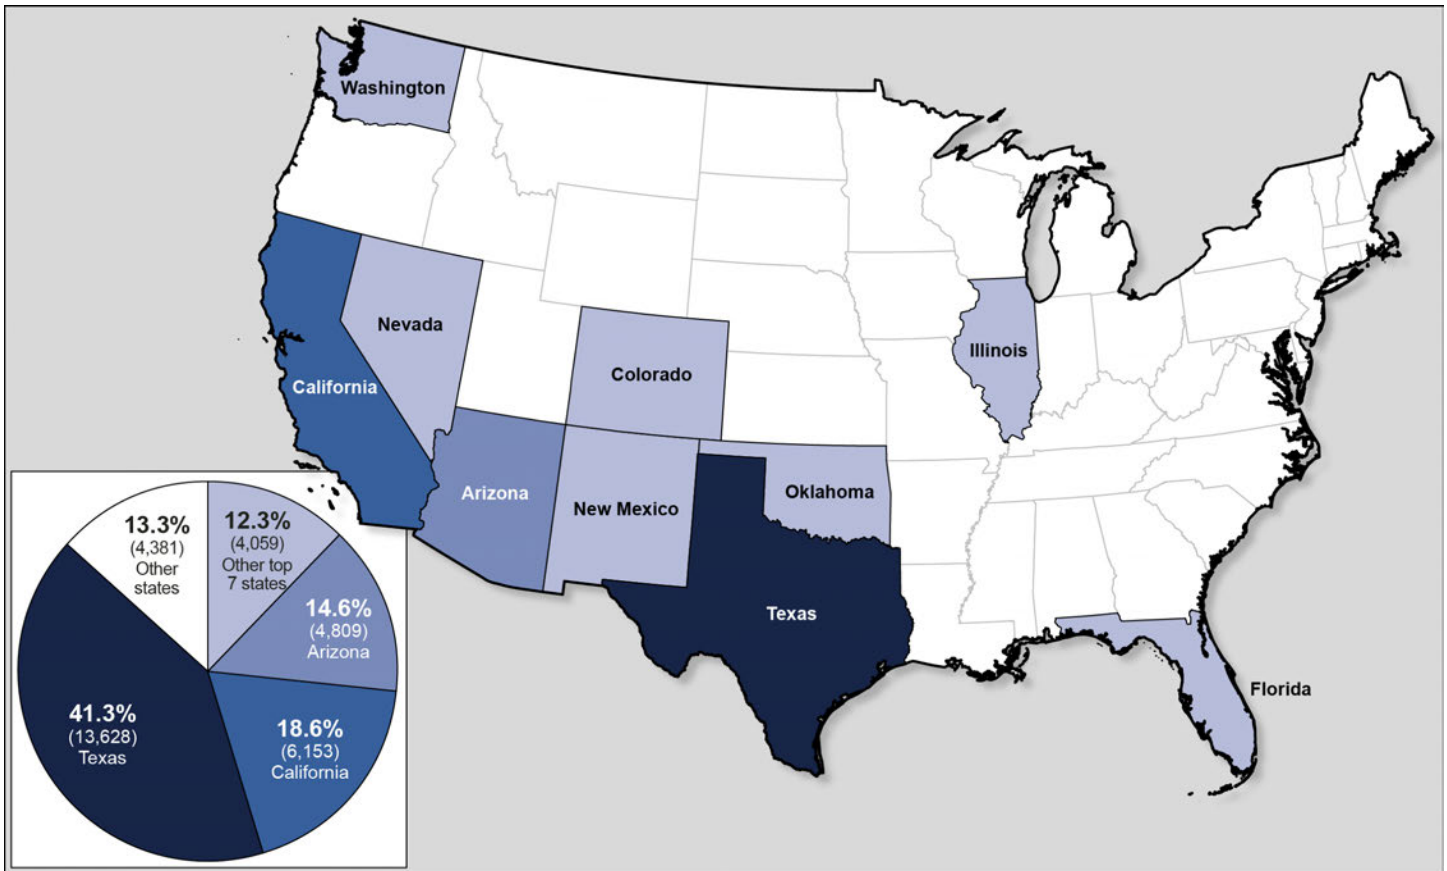 Washington
Nevada
California
Colorado
Illinois
Arizona
New Mexico
Oklahoma
Texas
Florida
13.3%
(4,381)
Other
states
12.3%
(4,059)
Other top
7 states
14.6%
(4,809)
Arizona
41.3%
(13,628)
Texas
18.6%
(6,153)
California